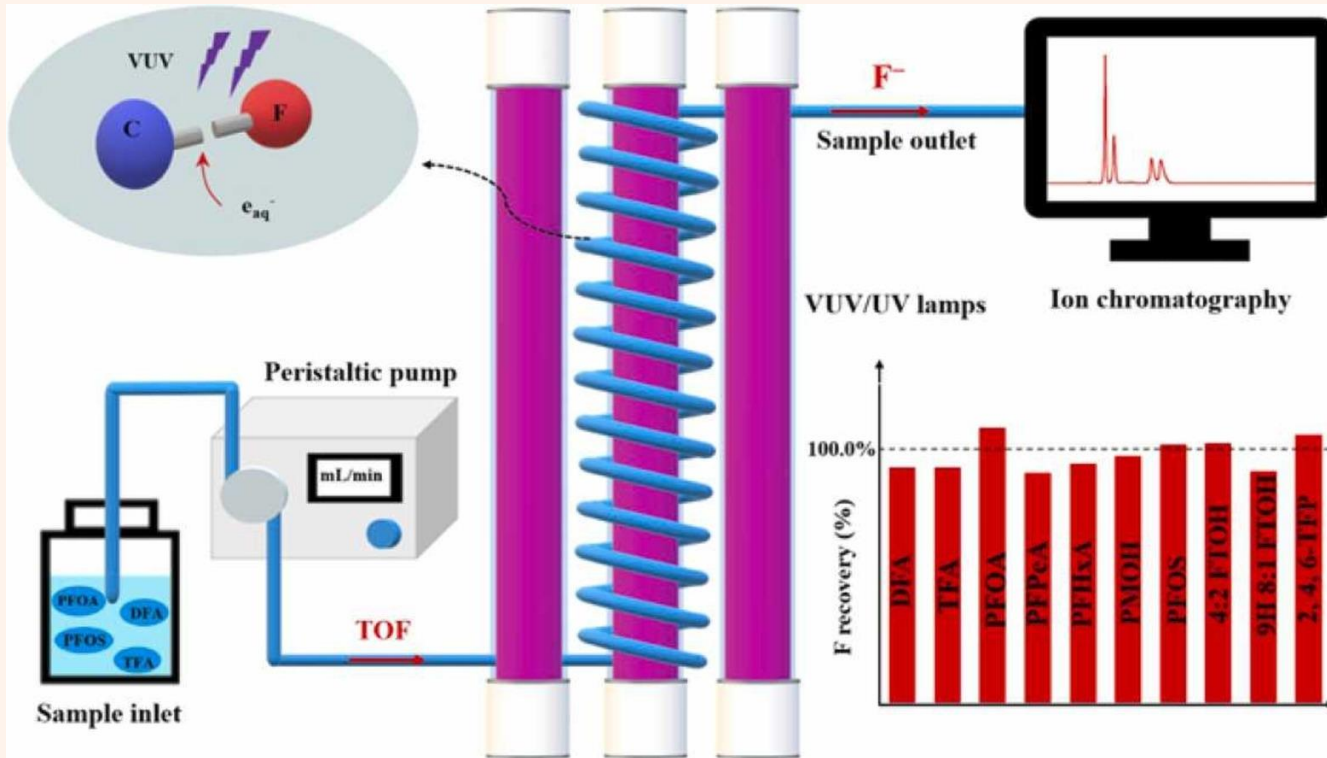 VUV
C
F
eaq-
F–
Sample outlet
Ion chromatography
VUV/UV lamps
Peristaltic pump
mL/min
PFOA
DFA
PFOS
TFA
Sample inlet
TOF
100.0%
F recovery (%)
DFA
TFA
PFOA
PFPeA
PFHxA
PMOH
PFOS
4:2 FTOH
9H 8:1 FTOH
2, 4, 6-TFP